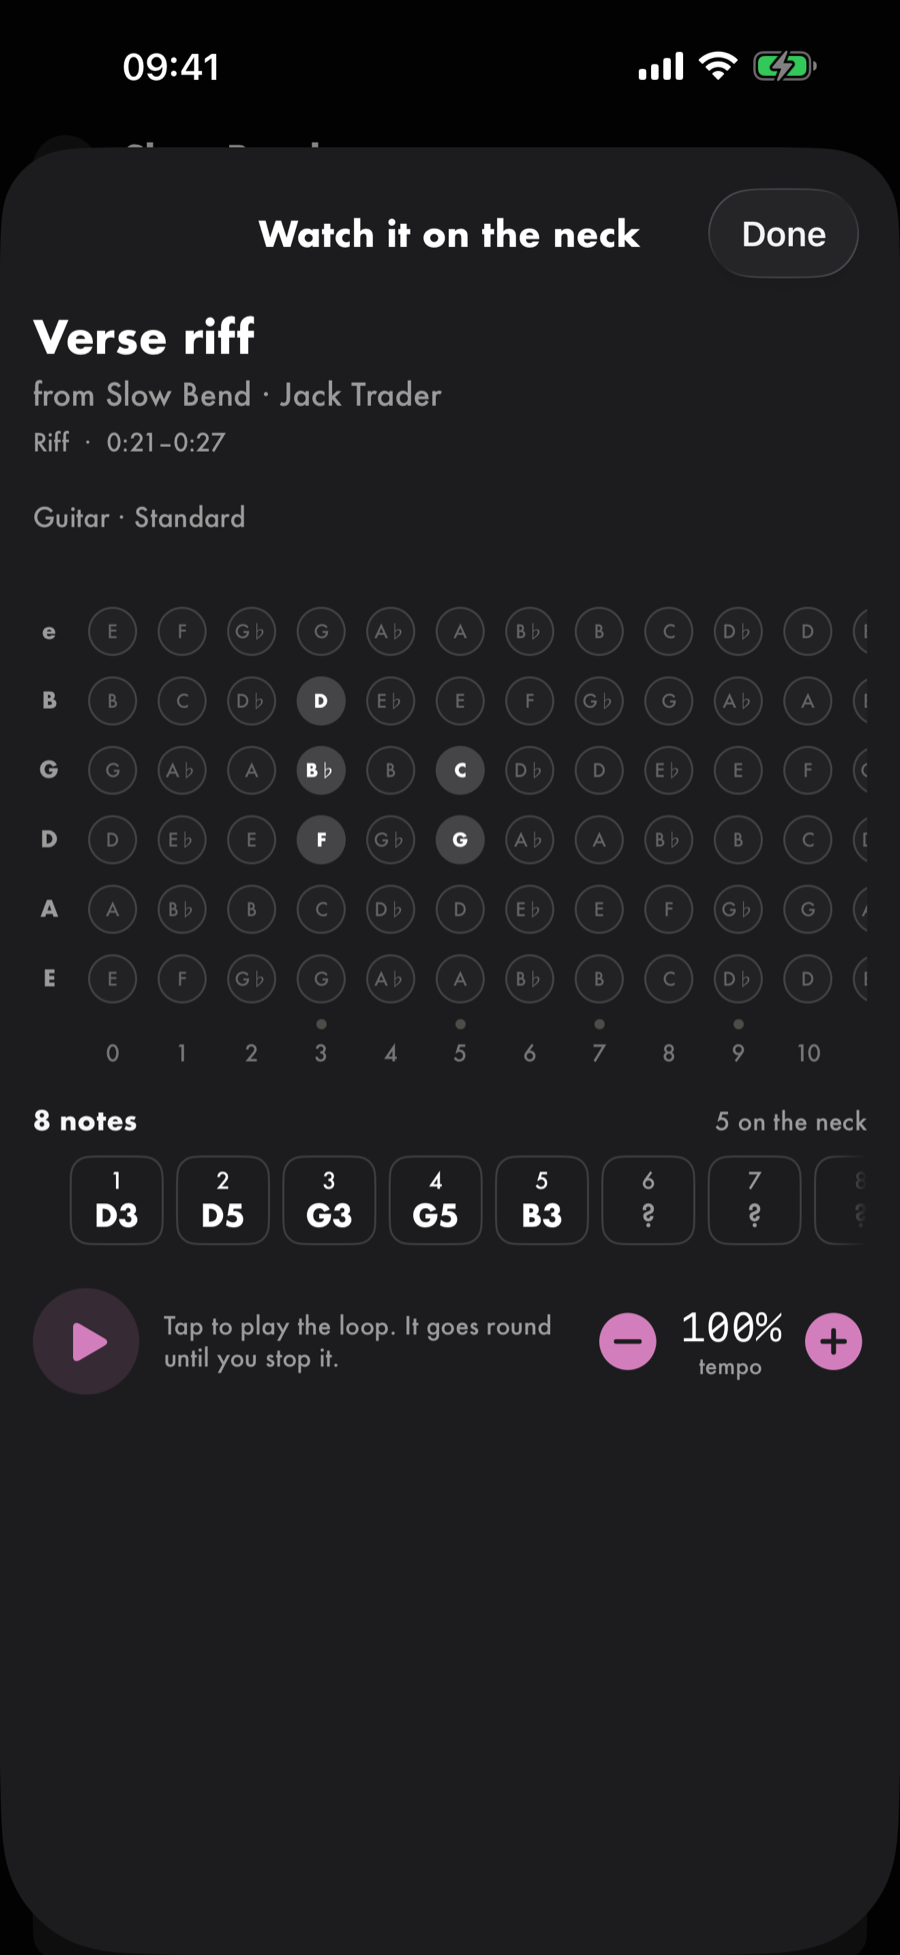 09:41
Watch it on the neck
Done
Verse riff
from Slow Bend · Jack Trader
Riff · 0:21–0:27
Guitar · Standard
e E F G♭ G A♭ A B♭ B C D♭ D
B B C D♭ D E♭ E F G♭ G A♭ A
G G A♭ A B♭ B C D♭ D E♭ E F
D D E♭ E F G♭ G A♭ A B♭ B C
A A B♭ B C D♭ D E♭ E F G♭ G
E E F G♭ G A♭ A B♭ B C D♭ D
0 1 2 3 4 5 6 7 8 9 10
8 notes
5 on the neck
1 2 3 4 5 6 7 8
D3 D5 G3 G5 B3 ? ? ?
Tap to play the loop. It goes round
until you stop it.
100%
tempo